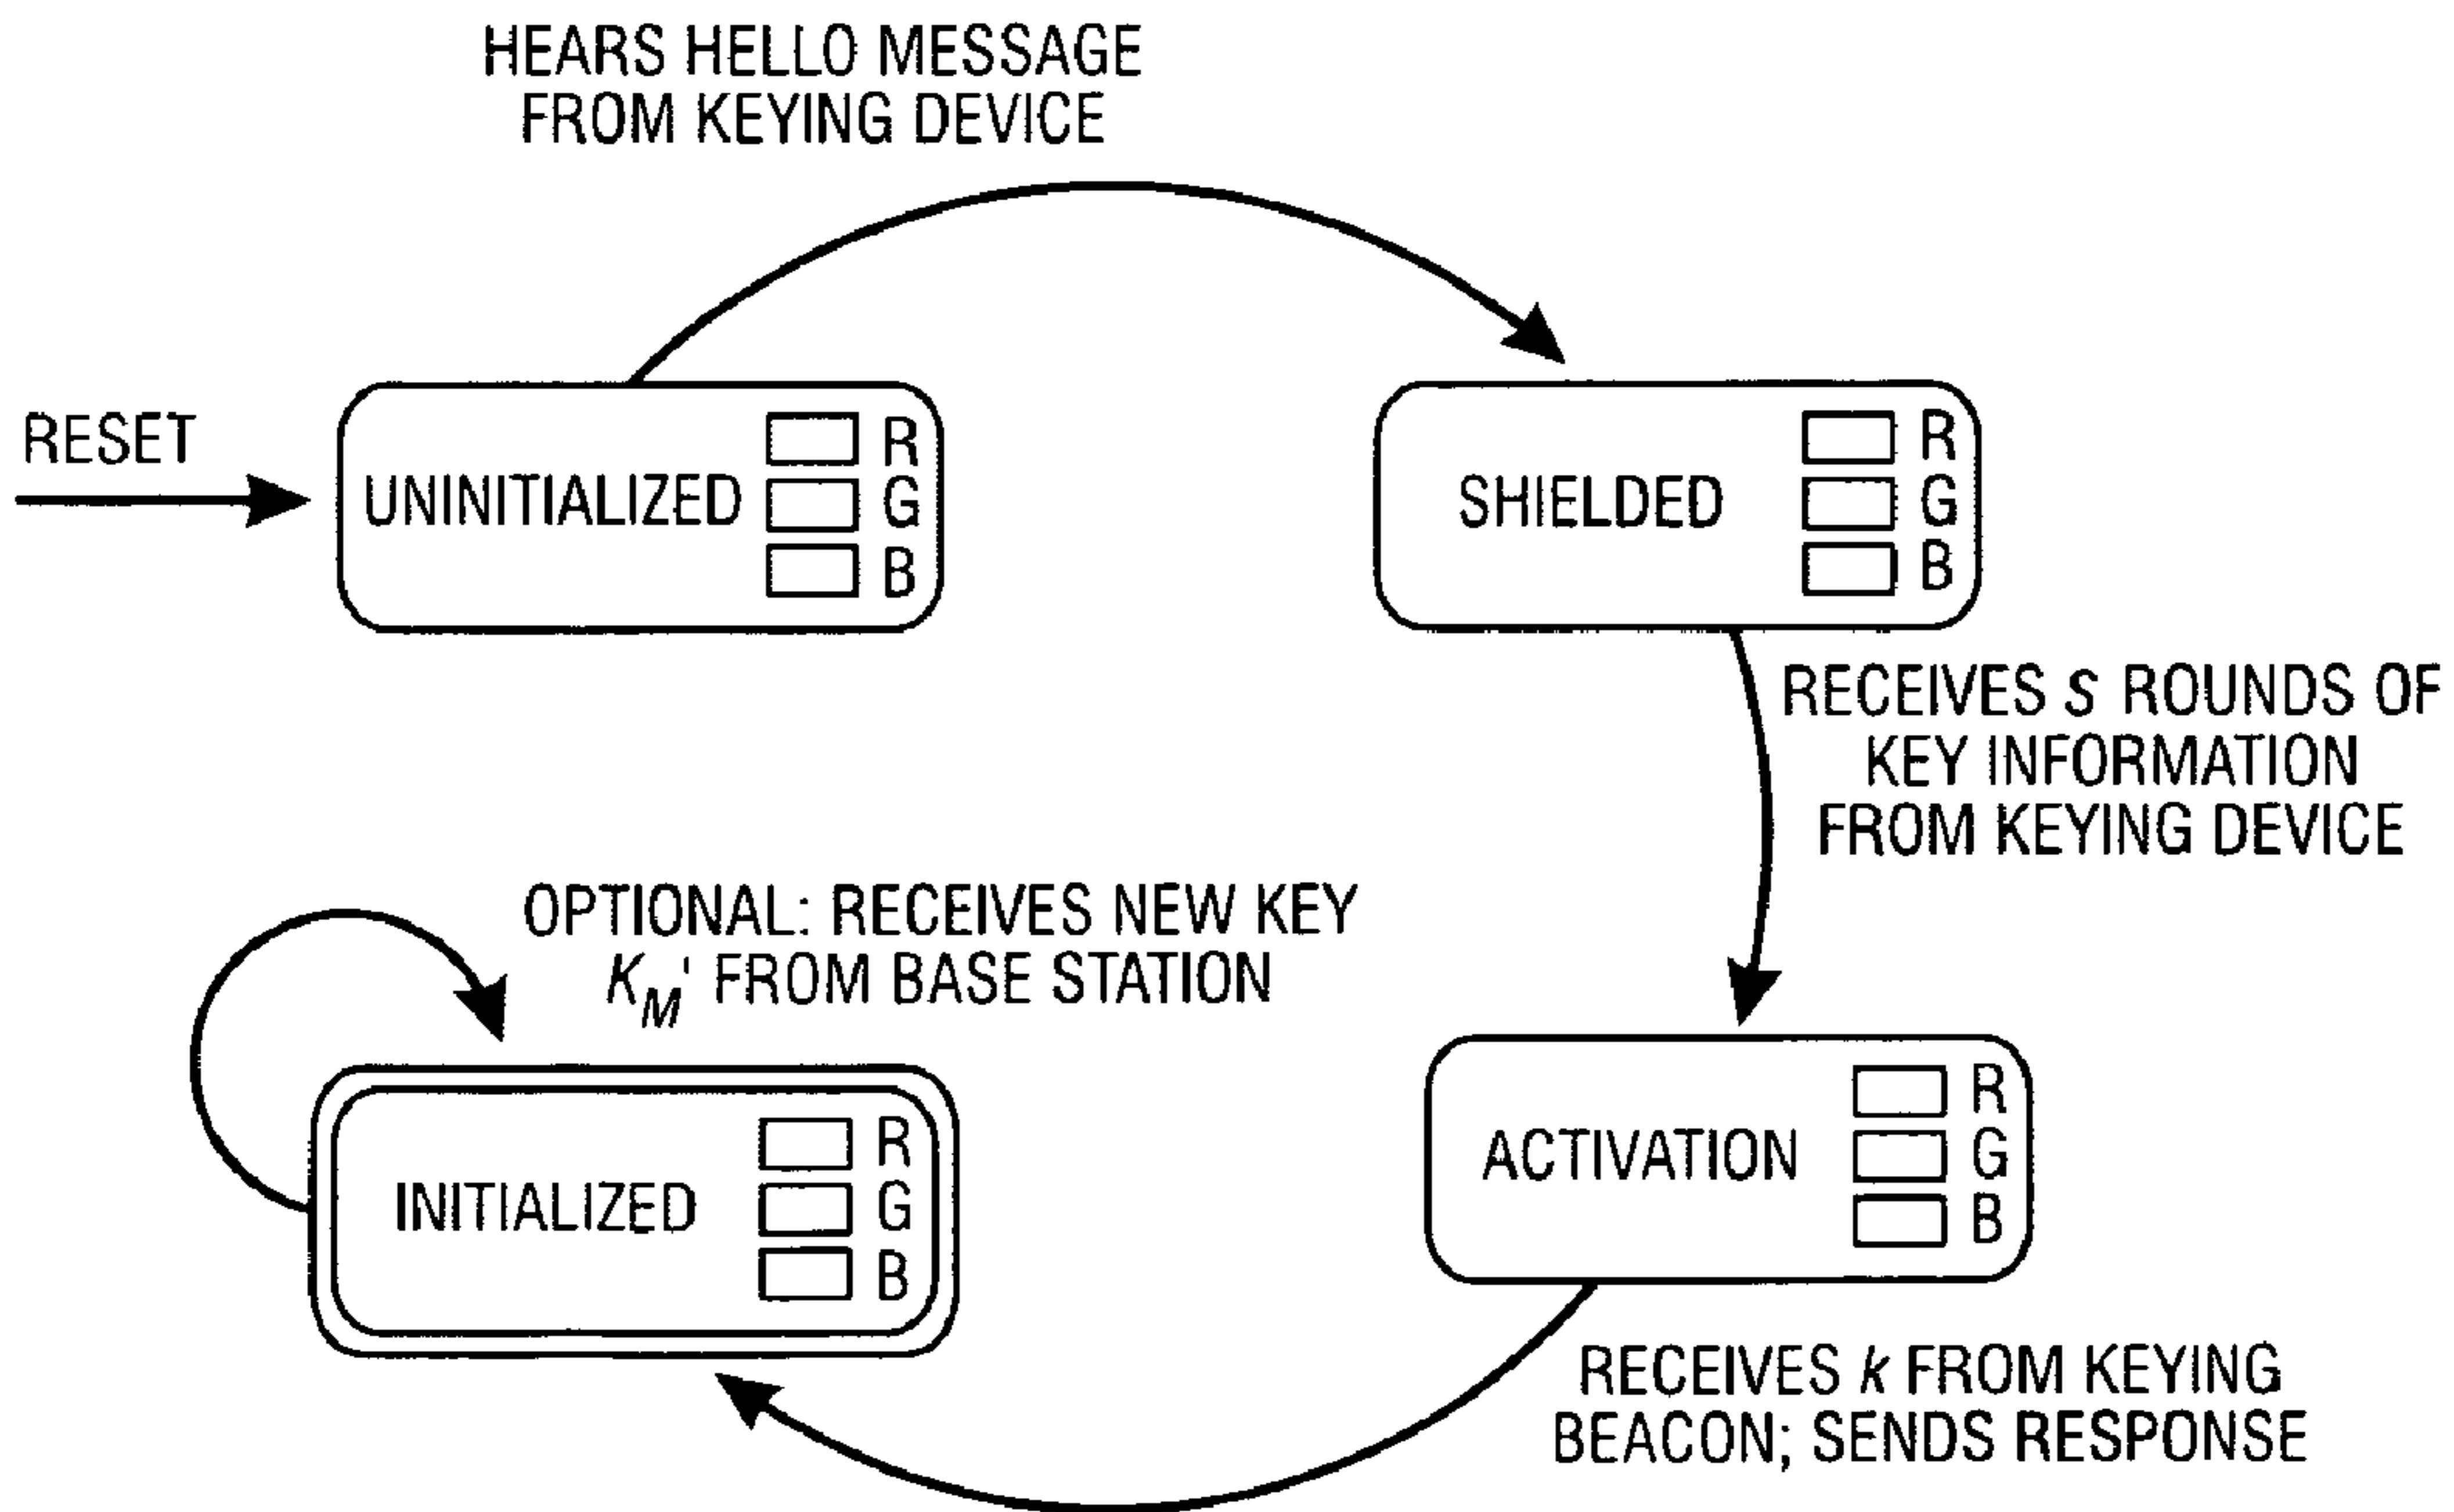 HEARS HELLO MESSAGE
FROM KEYING DEVICE
RESET
UNINITIALIZED
R
G
B
SHIELDED
R
G
B
RECEIVES s ROUNDS OF
KEY INFORMATION
FROM KEYING DEVICE
OPTIONAL: RECEIVES NEW KEY
K_M' FROM BASE STATION
INITIALIZED
R
G
B
ACTIVATION
R
G
B
RECEIVES k FROM KEYING
BEACON; SENDS RESPONSE